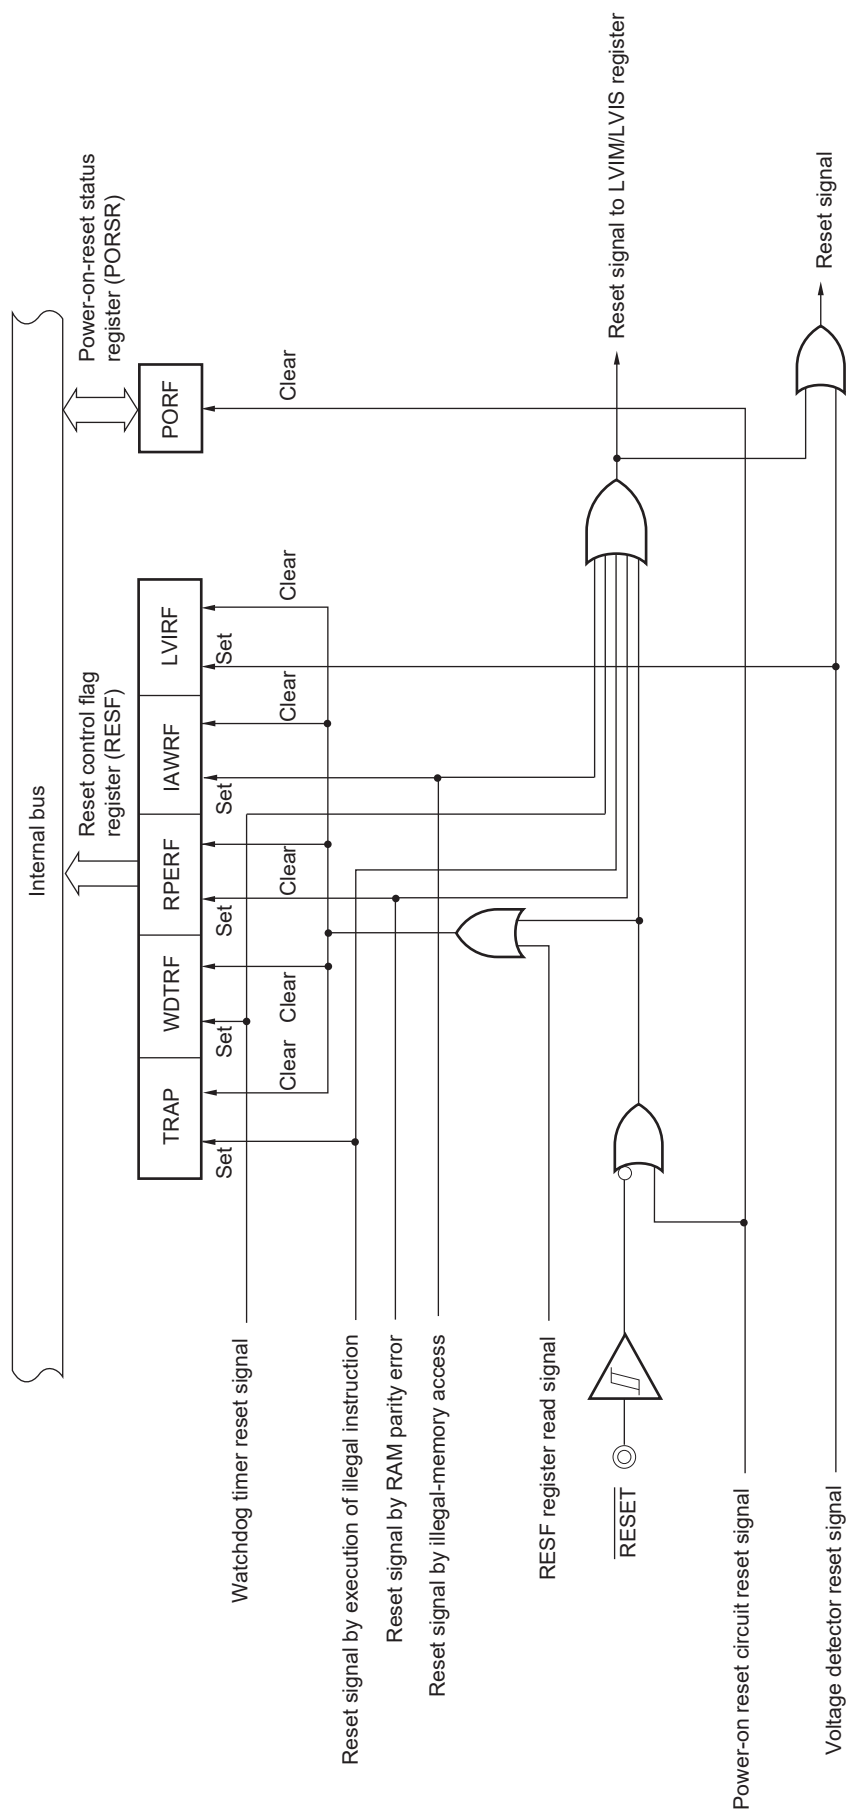 Internal bus
Reset control flag
register (RESF)
Power-on-reset status
register (PORSR)
TRAP
WDTRF
RPERF
IAWRF
LVIRF
PORF
Set
Clear
Set
Clear
Set
Clear
Set
Clear
Set
Clear
Clear
Watchdog timer reset signal
Reset signal by execution of illegal instruction
Reset signal by RAM parity error
Reset signal by illegal-memory access
RESF register read signal
RESET
Power-on reset circuit reset signal
Voltage detector reset signal
Reset signal to LVIM/LVIS register
Reset signal